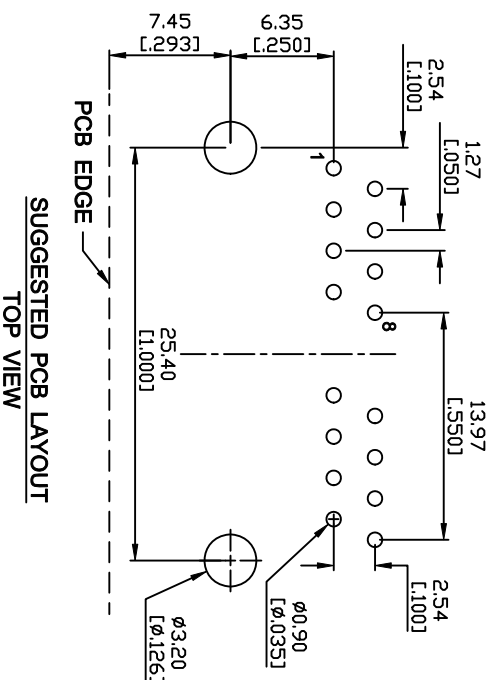 7.45
[.293]
6.35
[.250]
2.54
[.100]
1.27
[.050]
13.97
[.550]
2.54
[.100]
1
8
25.40
[1.000]
PCB EDGE
ø0.90
[ø.035]
ø3.20
[ø.126]
SUGGESTED PCB LAYOUT
TOP VIEW